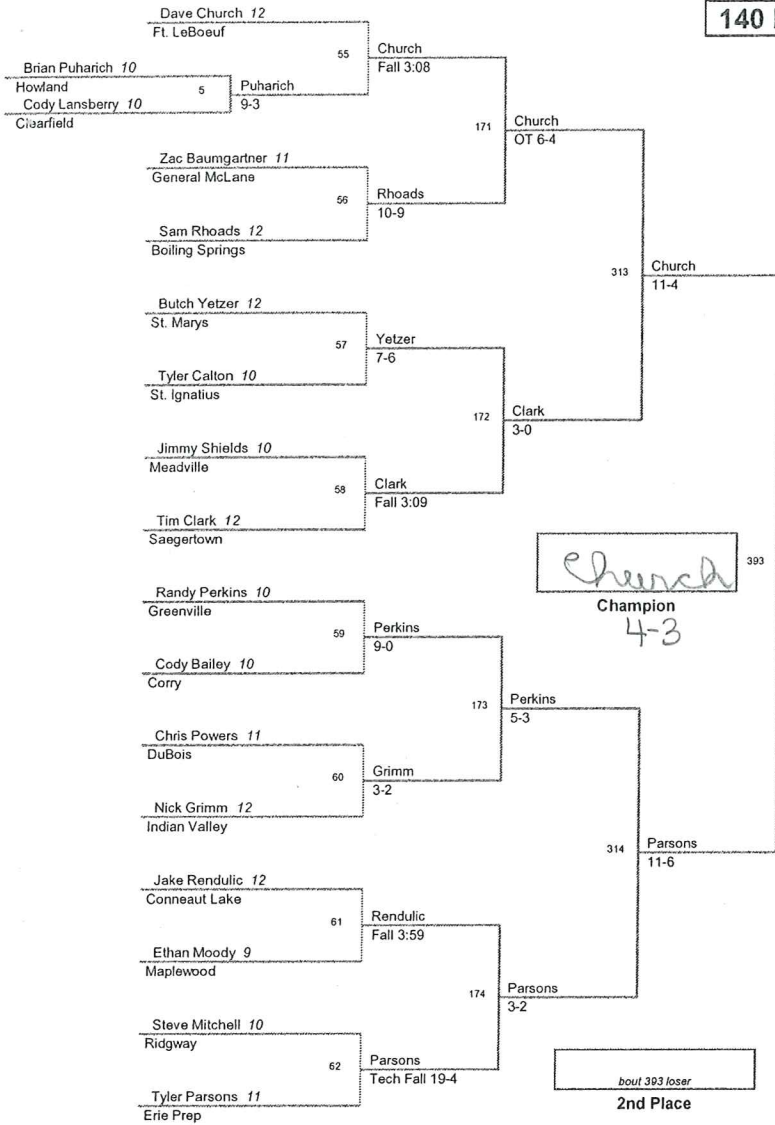 140
Dave Church 12
Ft. LeBoeuf
55
Church
Fall 3:08
Brian Puharich 10
Howland
5
Puharich
9-3
Cody Lansberry 10
Clearfield
171
Church
OT 6-4
Zac Baumgartner 11
General McLane
56
Rhoads
10-9
Sam Rhoads 12
Boiling Springs
313
Church
11-4
Butch Yetzer 12
St. Marys
57
Yetzer
7-6
Tyler Calton 10
St. Ignatius
172
Clark
3-0
Jimmy Shields 10
Meadville
58
Clark
Fall 3:09
Tim Clark 12
Saegertown
Church
393
Champion
4-3
Randy Perkins 10
Greenville
59
Perkins
9-0
Cody Bailey 10
Corry
173
Perkins
5-3
Chris Powers 11
DuBois
60
Grimm
3-2
Nick Grimm 12
Indian Valley
314
Parsons
11-6
Jake Rendulic 12
Conneaut Lake
61
Rendulic
Fall 3:59
Ethan Moody 9
Maplewood
174
Parsons
3-2
Steve Mitchell 10
Ridgway
62
Parsons
Tech Fall 19-4
Tyler Parsons 11
Erie Prep
bout 393 loser
2nd Place